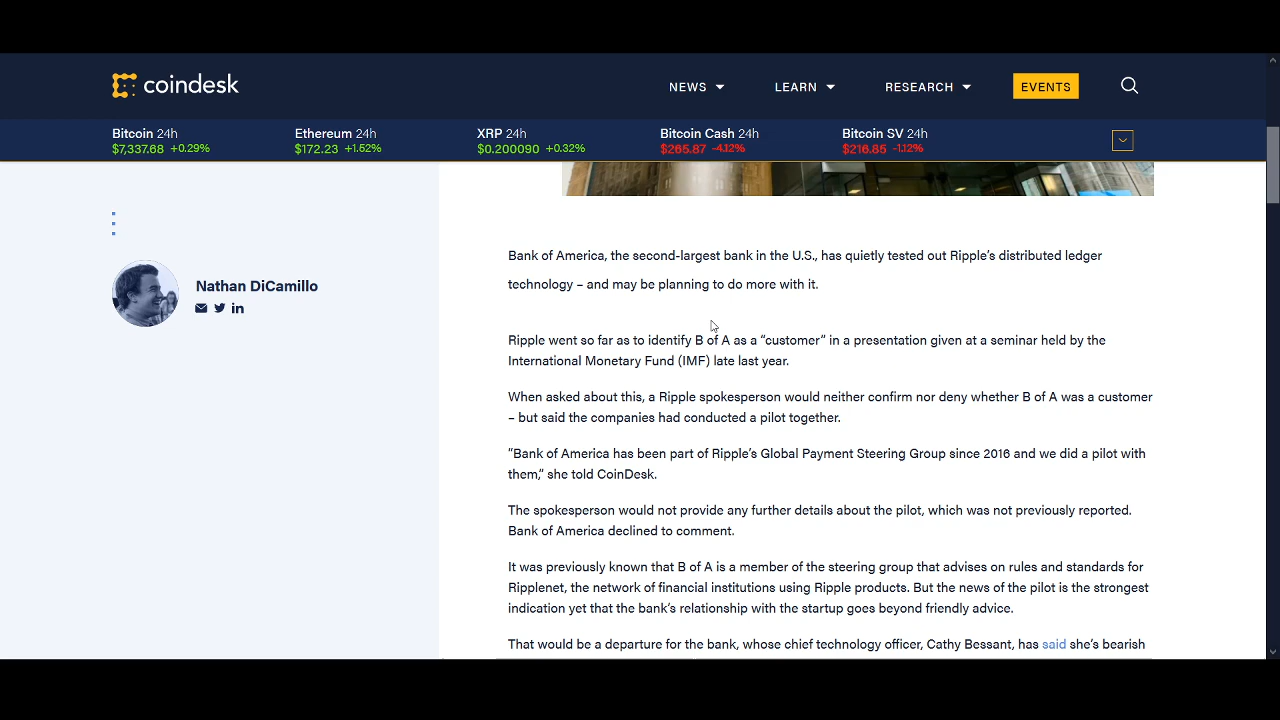 coindesk
NEWS LEARN RESEARCH EVENTS
Bitcoin 24h Ethereum 24h XRP 24h Bitcoin Cash 24h Bitcoin SV 24h
$7,337.68 +0.29% $172.23 +1.52% $0.200090 +0.32% $265.87 -4.12% $216.85 -1.12%
Nathan DiCamillo
Bank of America, the second-largest bank in the U.S., has quietly tested out Ripple's distributed ledger
technology – and may be planning to do more with it.
Ripple went so far as to identify B of A as a "customer" in a presentation given at a seminar held by the
International Monetary Fund (IMF) late last year.
When asked about this, a Ripple spokesperson would neither confirm nor deny whether B of A was a customer
– but said the companies had conducted a pilot together.
"Bank of America has been part of Ripple's Global Payment Steering Group since 2016 and we did a pilot with
them," she told CoinDesk.
The spokesperson would not provide any further details about the pilot, which was not previously reported.
Bank of America declined to comment.
It was previously known that B of A is a member of the steering group that advises on rules and standards for
Ripplenet, the network of financial institutions using Ripple products. But the news of the pilot is the strongest
indication yet that the bank's relationship with the startup goes beyond friendly advice.
That would be a departure for the bank, whose chief technology officer, Cathy Bessant, has said she's bearish